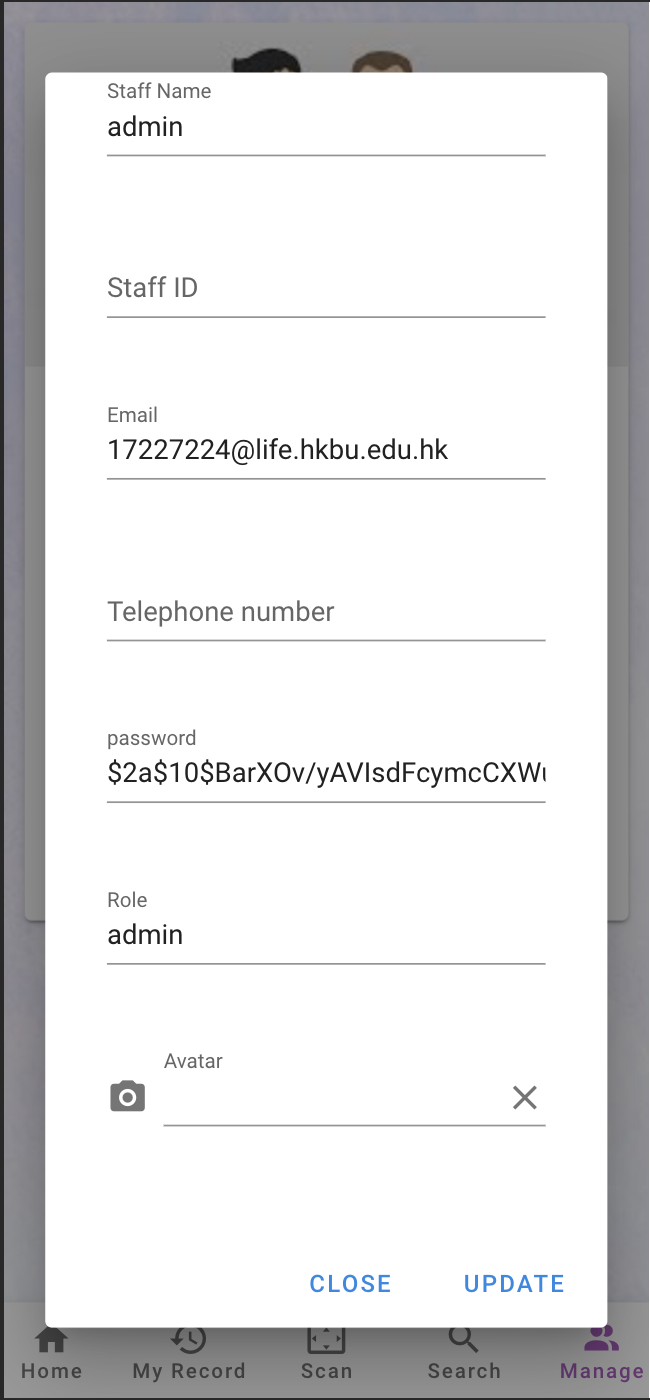 Staff Name
admin
Staff ID
Email
17227224@life.hkbu.edu.hk
Telephone number
password
$2a$10$BarXOv/yAVIsdFcymcCXWu
Role
admin
Avatar
CLOSE UPDATE
Home My Record Scan Search Manage